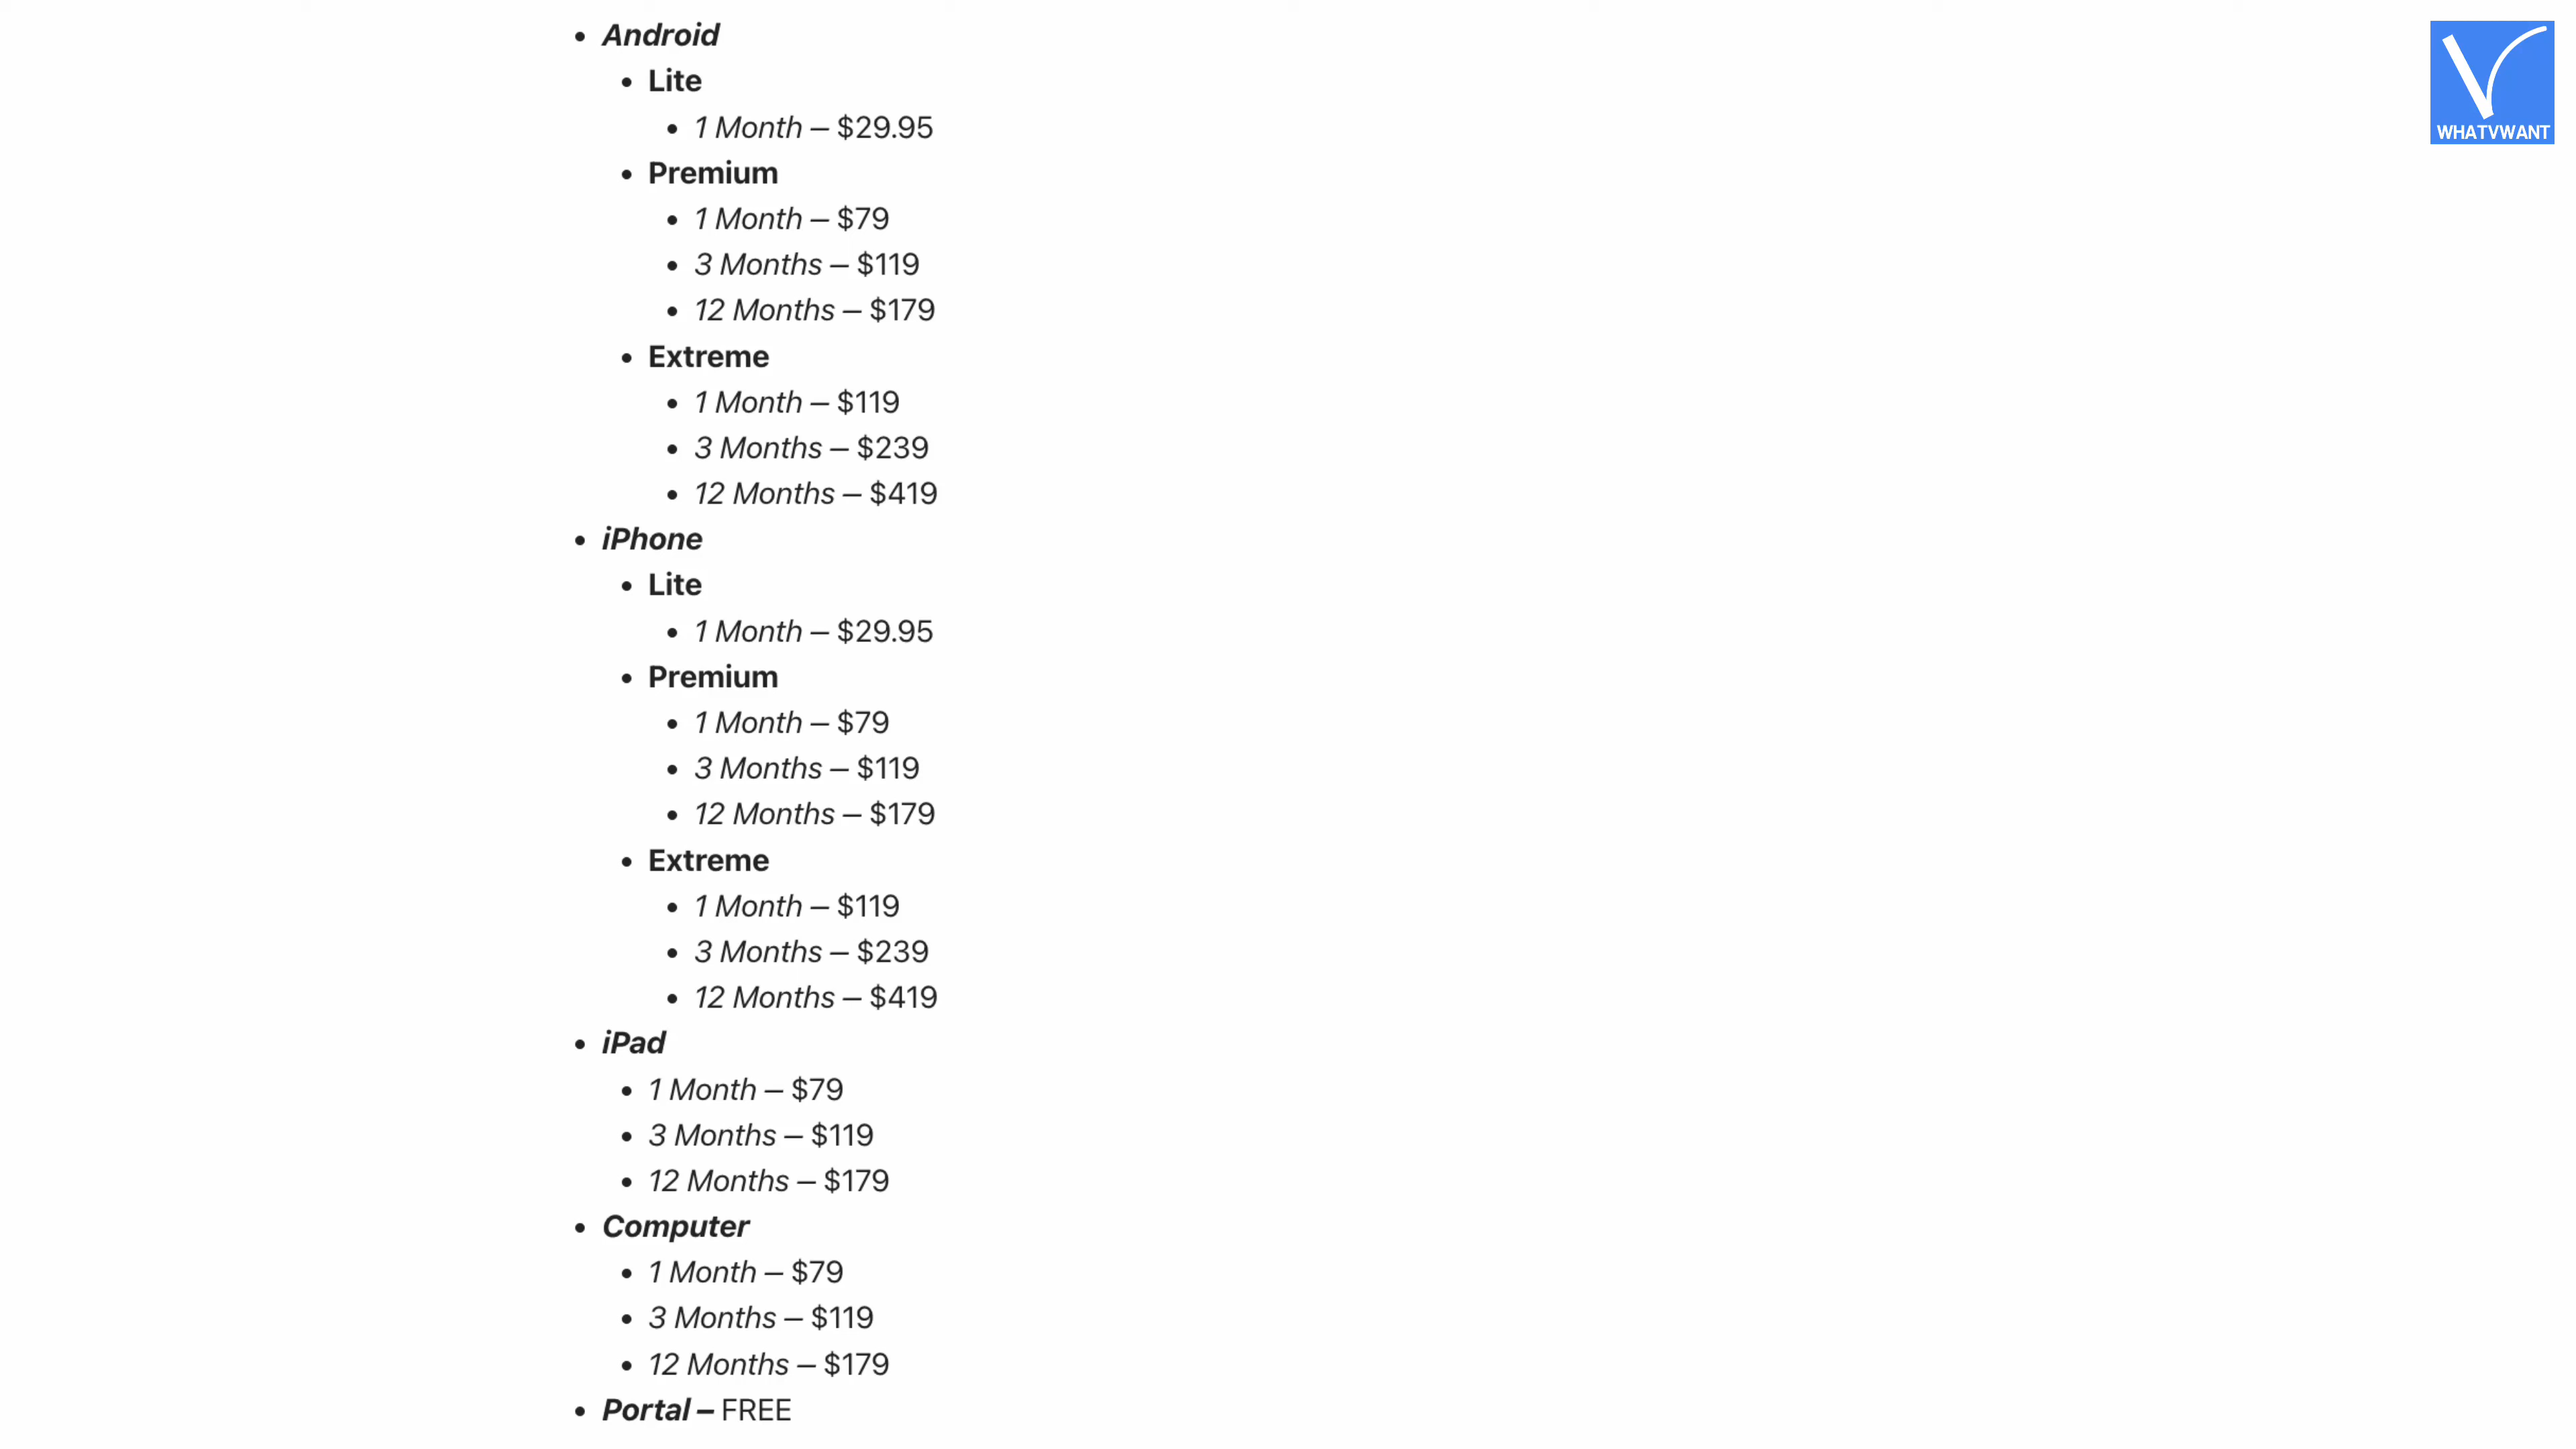 Android
Lite
1 Month – $29.95
Premium
1 Month – $79
3 Months – $119
12 Months – $179
Extreme
1 Month – $119
3 Months – $239
12 Months – $419
iPhone
Lite
1 Month – $29.95
Premium
1 Month – $79
3 Months – $119
12 Months – $179
Extreme
1 Month – $119
3 Months – $239
12 Months – $419
iPad
1 Month – $79
3 Months – $119
12 Months – $179
Computer
1 Month – $79
3 Months – $119
12 Months – $179
Portal – FREE
WHATVWANT